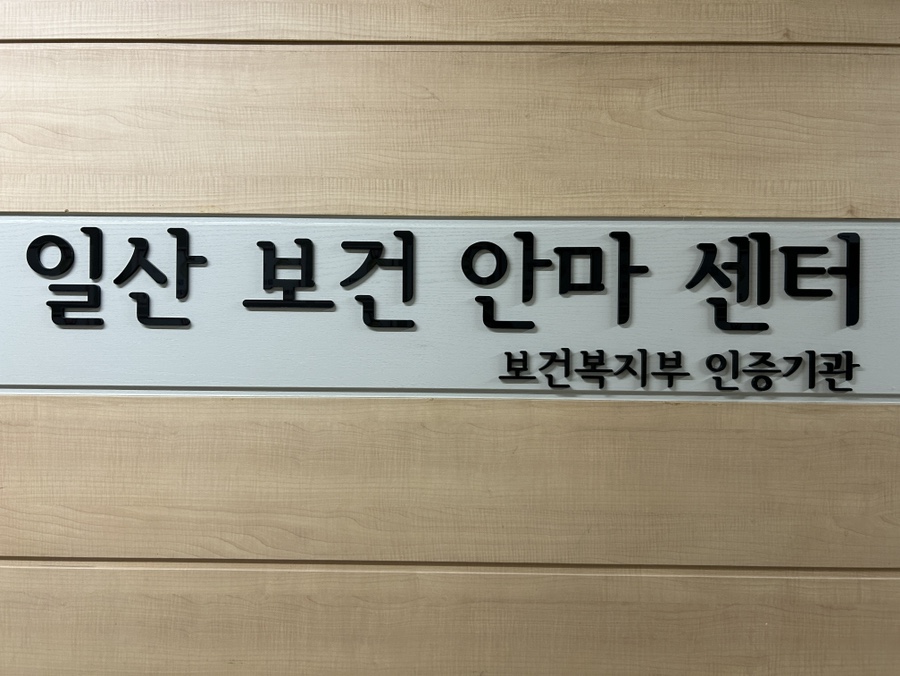 일산 보건 안마 센터
보건복지부 인증기관